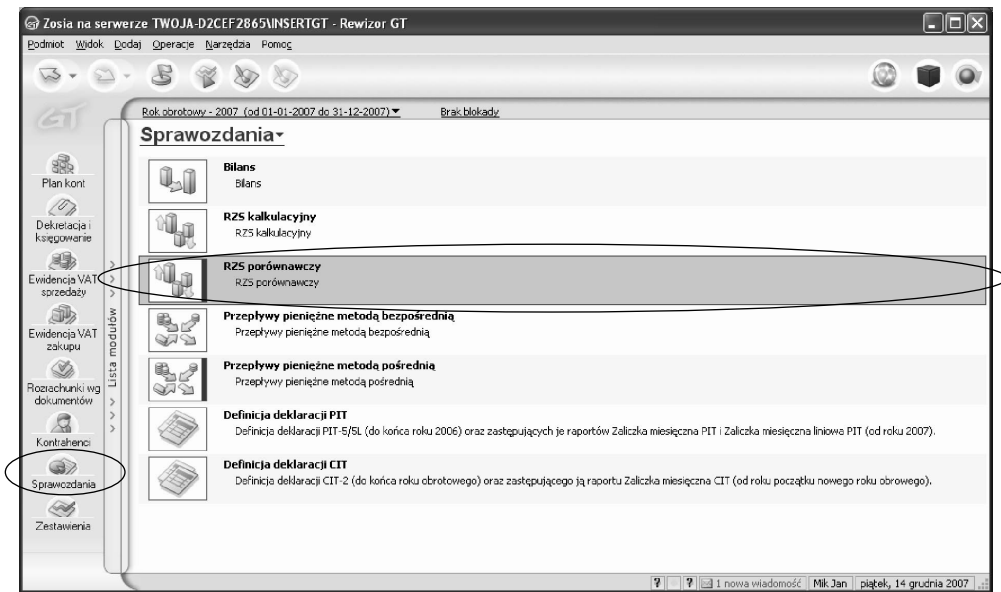 Zosia na serwerze TWOJA-D2CEF2865\INSERTGT - Rewizor GT
Podmiot Widok Dodaj Operacje Narzędzia Pomoc
GT
Rok obrotowy - 2007 (od 01-01-2007 do 31-12-2007) Brak blokady
Sprawozdania
Plan kont
Dekretacja i
księgowanie
Ewidencja VAT
sprzedaży
Ewidencja VAT
zakupu
Rozrachunki wg
dokumentów
Kontrahenci
Sprawozdania
Zestawienia
Lista modułów
Bilans
Bilans
RZS kalkulacyjny
RZS kalkulacyjny
RZS porównawczy
RZS porównawczy
Przepływy pieniężne metodą bezpośrednią
Przepływy pieniężne metodą bezpośrednią
Przepływy pieniężne metodą pośrednią
Przepływy pieniężne metodą pośrednią
Definicja deklaracji PIT
Definicja deklaracji PIT-5/5L (do końca roku 2006) oraz zastępujących je raportów Zaliczka miesięczna PIT i Zaliczka miesięczna liniowa PIT (od roku 2007).
Definicja deklaracji CIT
Definicja deklaracji CIT-2 (do końca roku obrotowego) oraz zastępującego ją raportu Zaliczka miesięczna CIT (od roku początku nowego roku obrowego).
? ? 1 nowa wiadomość Mik Jan piątek, 14 grudnia 2007